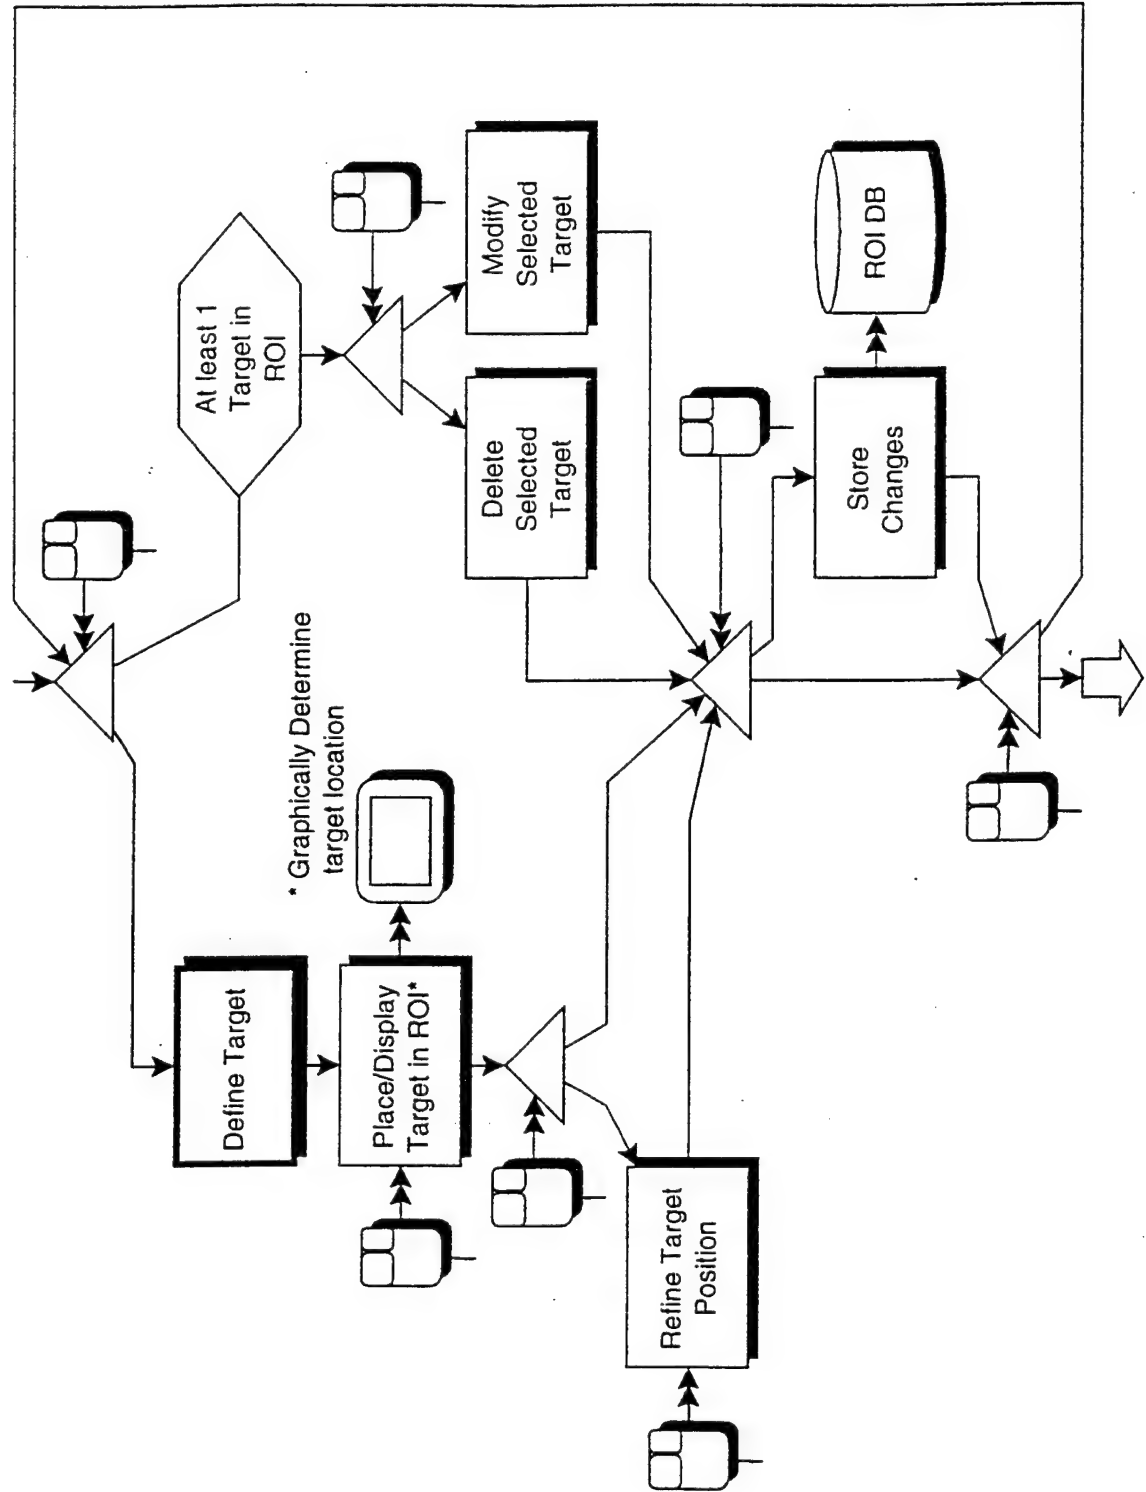 At least 1
Target in
ROI
Modify
Selected
Target
Delete
Selected
Target
ROI DB
Store
Changes
* Graphically Determine
target location
Define Target
Place/Display
Target in ROI*
Refine Target
Position